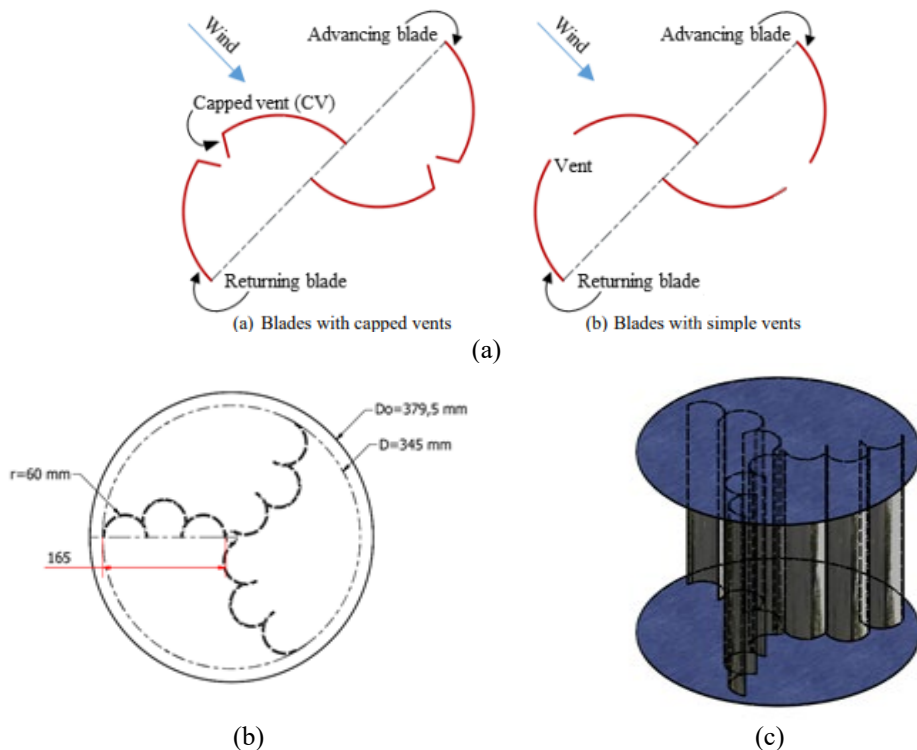 Wind
Advancing blade
Capped vent (CV)
Returning blade
(a) Blades with capped vents
Wind
Advancing blade
Vent
Returning blade
(b) Blades with simple vents
(a)
Do=379,5 mm
D=345 mm
r=60 mm
165
(b)
(c)